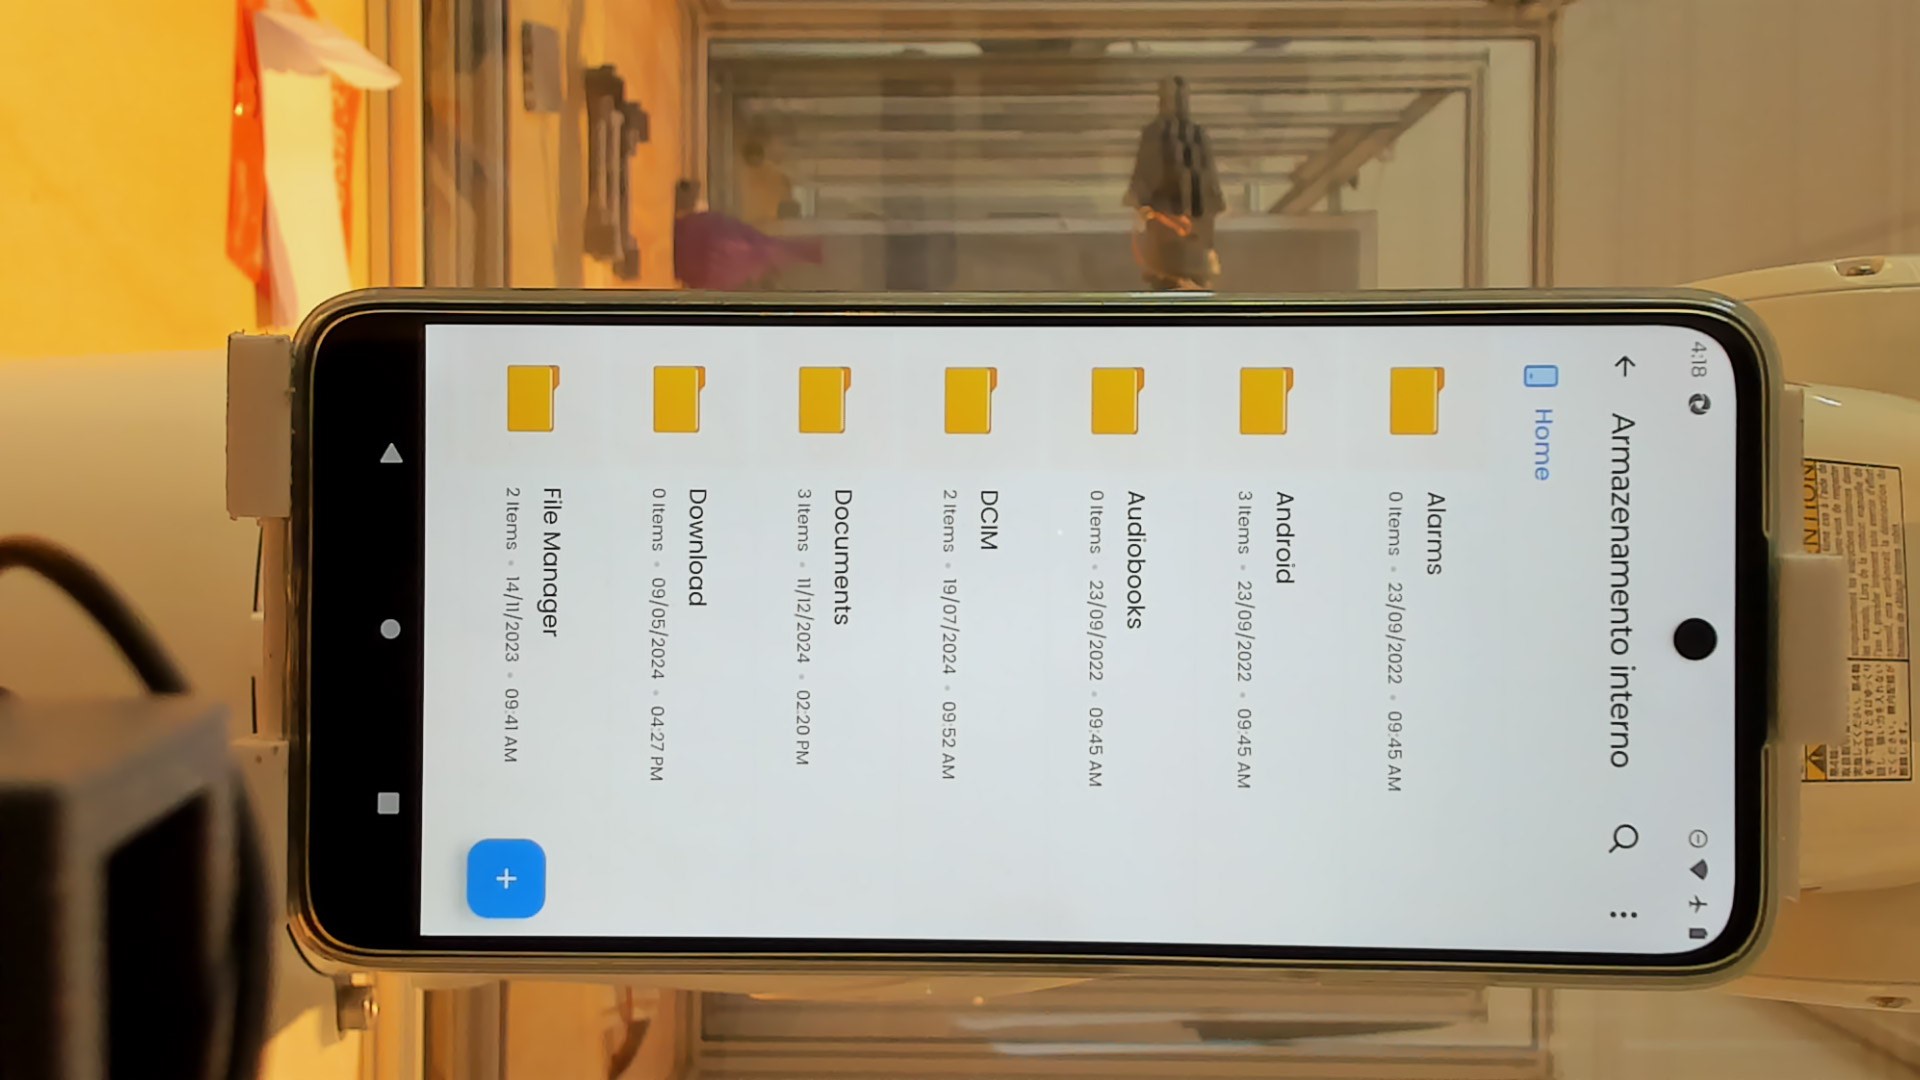 4:18
Armazenamento interno
Home
Alarms
0 Items • 23/09/2022 • 09:45 AM
Android
3 Items • 23/09/2022 • 09:45 AM
Audiobooks
0 Items • 23/09/2022 • 09:45 AM
DCIM
2 Items • 19/07/2024 • 09:52 AM
Documents
3 Items • 11/12/2024 • 02:20 PM
Download
0 Items • 09/05/2024 • 04:27 PM
File Manager
2 Items • 14/11/2023 • 09:41 AM